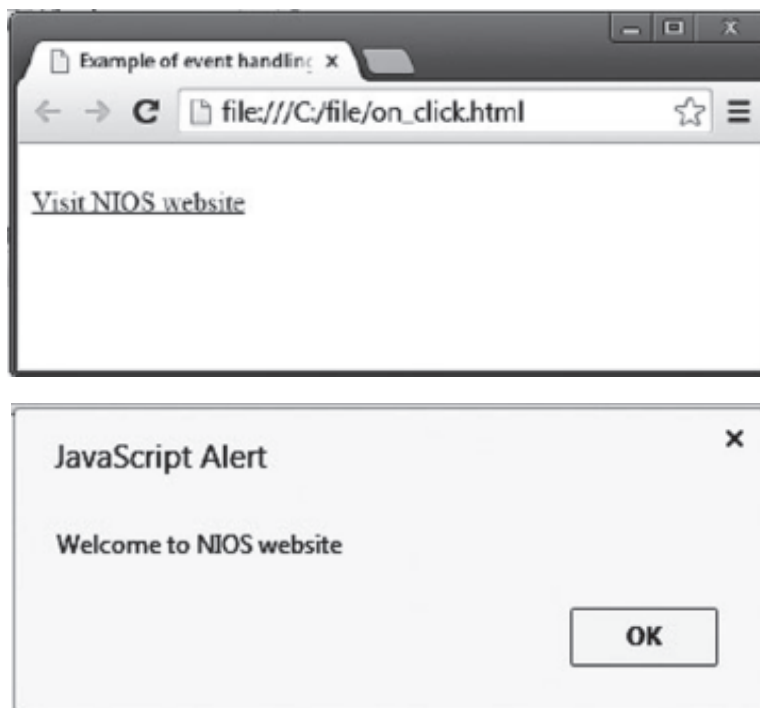 Example of event handling
file:///C:/file/on_click.html
Visit NIOS website
JavaScript Alert
Welcome to NIOS website
OK